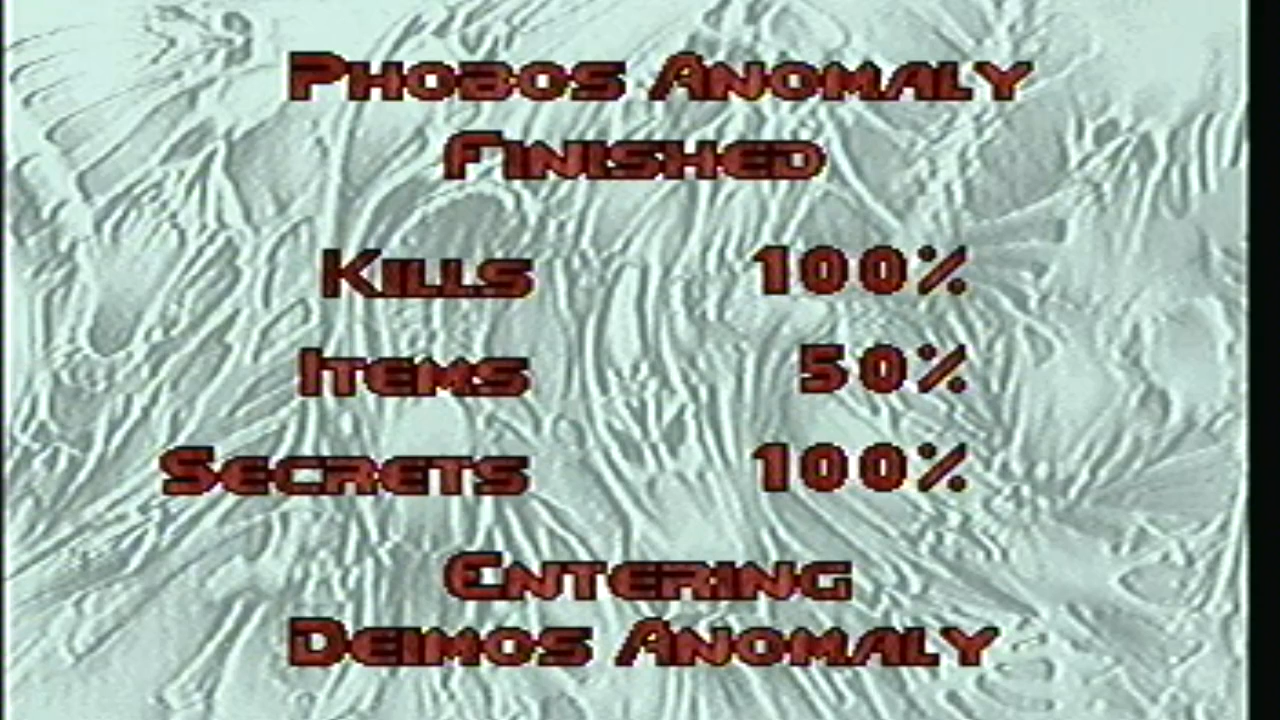 Phobos Anomaly
Finished
Kills 100%
Items 50%
Secrets 100%
Entering
Deimos Anomaly